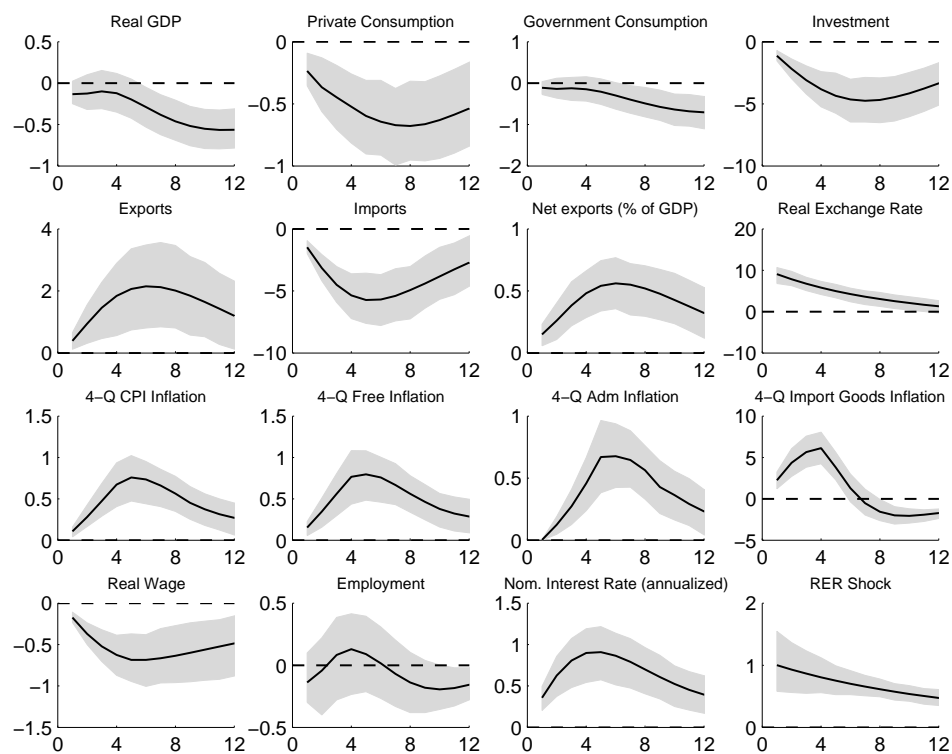 Real GDP
Private Consumption
Government Consumption
Investment
0.5
0
−0.5
−1
0 4 8 12
0
−0.5
−1
0 4 8 12
1
0
−1
−2
0 4 8 12
0
−5
−10
0 4 8 12
Exports
Imports
Net exports (% of GDP)
Real Exchange Rate
4
2
0
0 4 8 12
0
−5
−10
0 4 8 12
1
0.5
0
0 4 8 12
20
10
0
−10
0 4 8 12
4−Q CPI Inflation
4−Q Free Inflation
4−Q Adm Inflation
4−Q Import Goods Inflation
1.5
1
0.5
0
0 4 8 12
1.5
1
0.5
0
0 4 8 12
1
0.5
0
0 4 8 12
10
5
0
−5
0 4 8 12
Real Wage
Employment
Nom. Interest Rate (annualized)
RER Shock
0
−0.5
−1
−1.5
0 4 8 12
0.5
0
−0.5
0 4 8 12
1.5
1
0.5
0
0 4 8 12
2
1
0
0 4 8 12